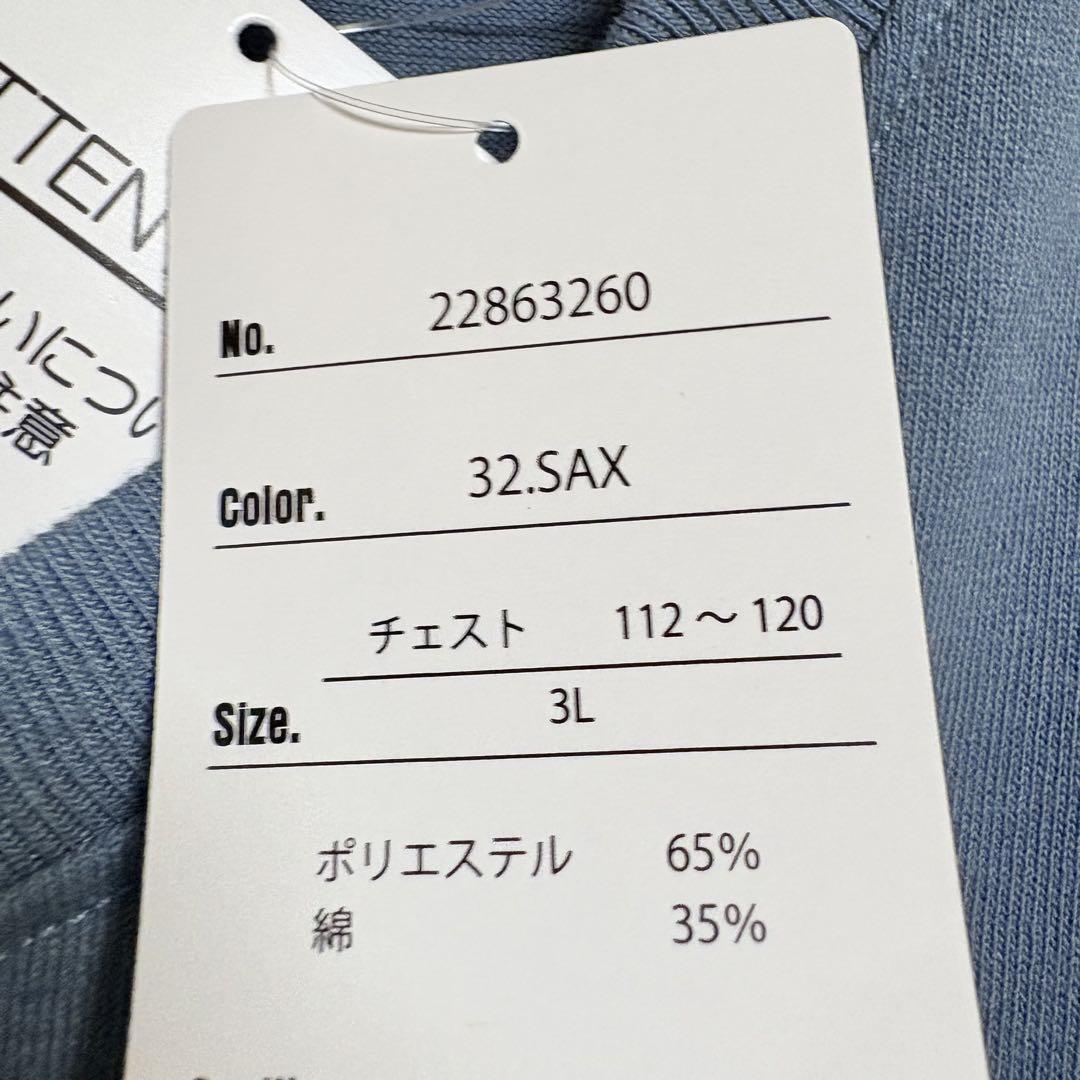 TTEN
いについ
注意
No. 22863260
Color. 32.SAX
チェスト 112～120
Size. 3L
ポリエステル 65%
綿 35%